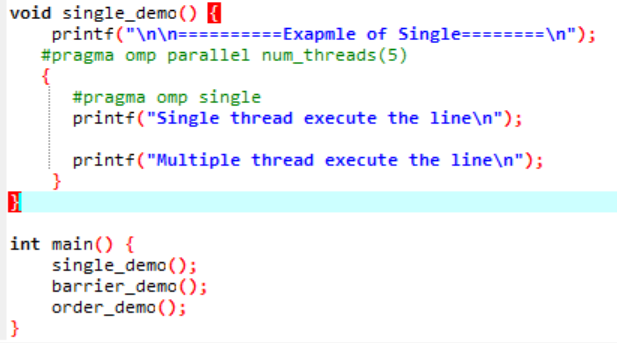 void single_demo() {
printf("\n\n==========Exapmle of Single========\n");
#pragma omp parallel num_threads(5)
{
#pragma omp single
printf("Single thread execute the line\n");
printf("Multiple thread execute the line\n");
}
}
int main() {
single_demo();
barrier_demo();
order_demo();
}